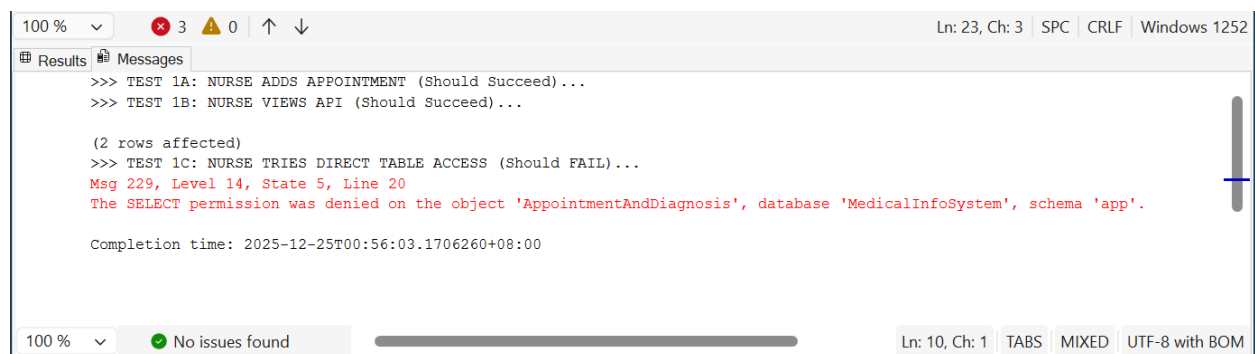 100 % 3 0 Ln: 23, Ch: 3 SPC CRLF Windows 1252
Results Messages
>>> TEST 1A: NURSE ADDS APPOINTMENT (Should Succeed)...
>>> TEST 1B: NURSE VIEWS API (Should Succeed)...
(2 rows affected)
>>> TEST 1C: NURSE TRIES DIRECT TABLE ACCESS (Should FAIL)...
Msg 229, Level 14, State 5, Line 20
The SELECT permission was denied on the object 'AppointmentAndDiagnosis', database 'MedicalInfoSystem', schema 'app'.
Completion time: 2025-12-25T00:56:03.1706260+08:00
100 % No issues found Ln: 10, Ch: 1 TABS MIXED UTF-8 with BOM